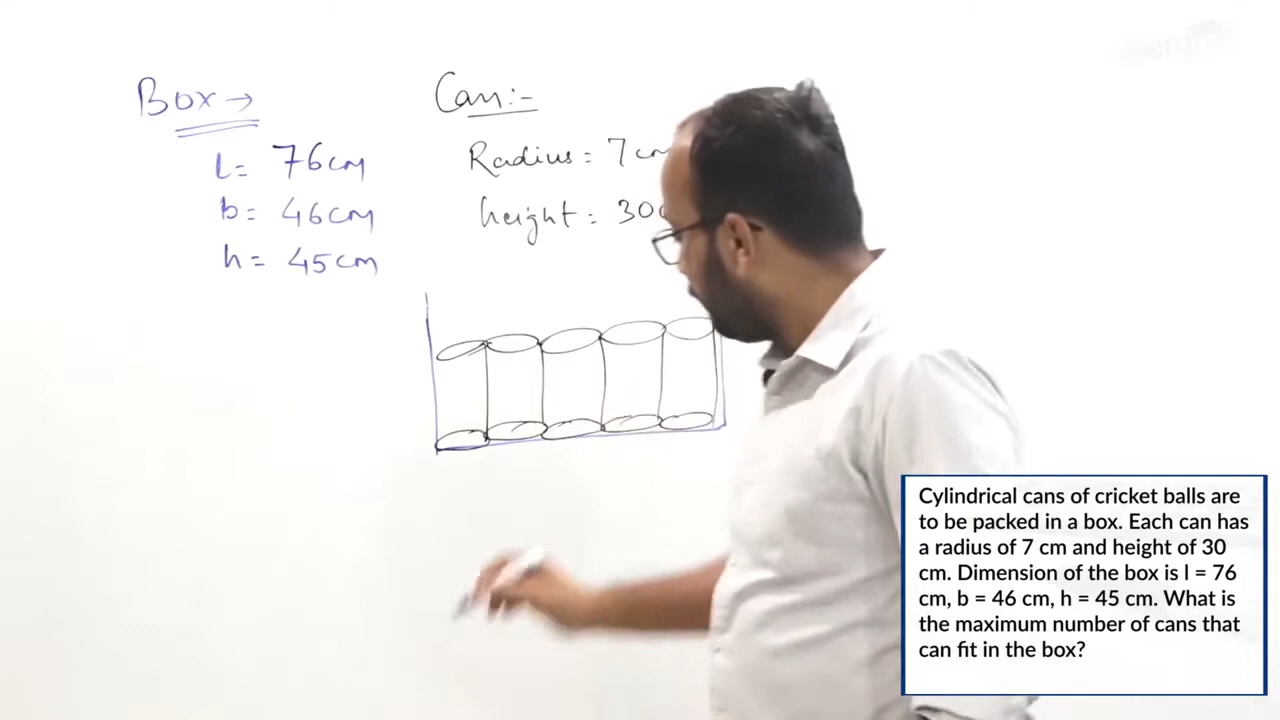 Box →
l = 76cm
b = 46cm
h = 45cm
Can:-
Radius = 7cm
height = 30
Cylindrical cans of cricket balls are
to be packed in a box. Each can has
a radius of 7 cm and height of 30
cm. Dimension of the box is l = 76
cm, b = 46 cm, h = 45 cm. What is
the maximum number of cans that
can fit in the box?